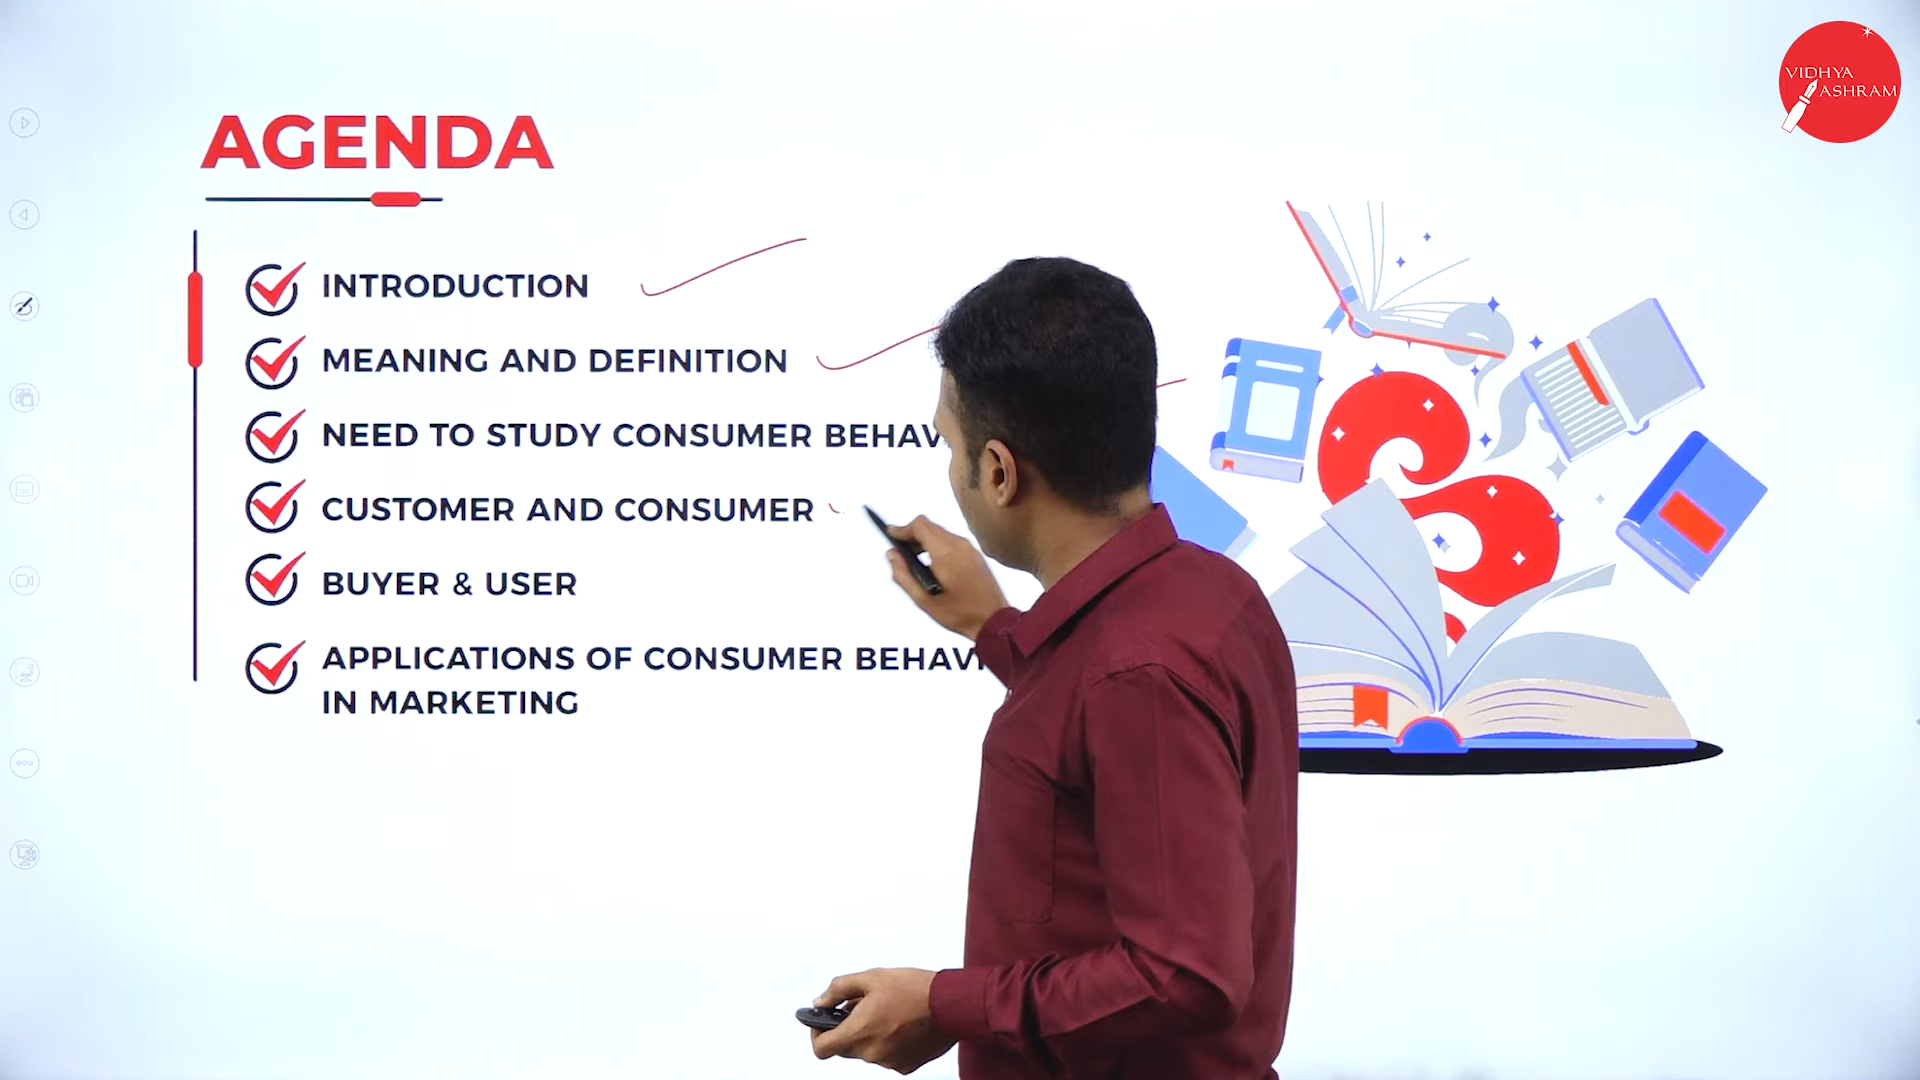 VIDHYA
ASHRAM
AGENDA
INTRODUCTION
MEANING AND DEFINITION
NEED TO STUDY CONSUMER
CUSTOMER AND CONSUMER
BUYER & USER
APPLICATIONS OF CONSUMER
IN MARKETING